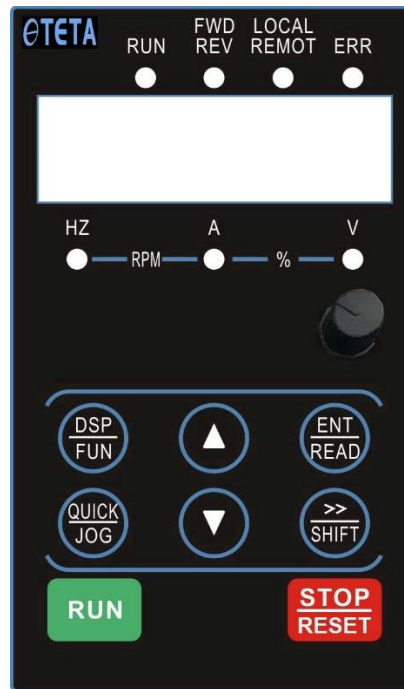 θTETA
RUN
FWD
REV
LOCAL
REMOT
ERR
HZ
RPM
A
%
V
DSP
FUN
▲
ENT
READ
QUICK
JOG
▼
>>
SHIFT
RUN
STOP
RESET